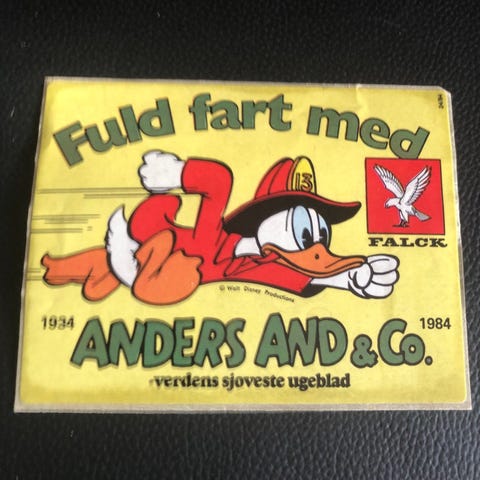 Fuld fart med
13
FALCK
© Walt Disney Productions
1934 ANDERS AND & Co. 1984
verdens sjoveste ugeblad